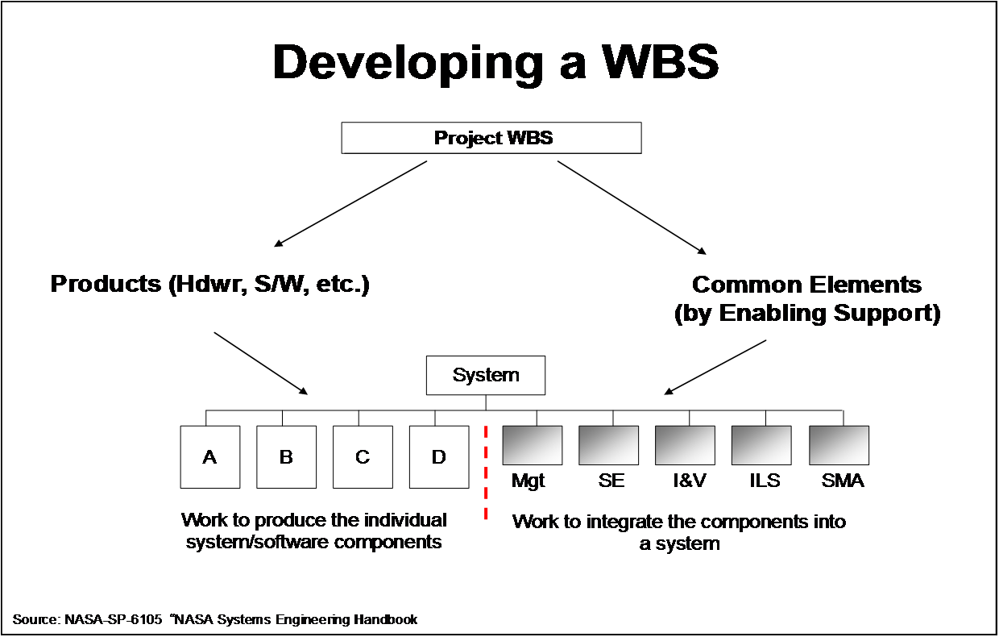 Developing a WBS
Project WBS
Products (Hdwr, S/W, etc.)
Common Elements
(by Enabling Support)
System
A
B
C
D
Mgt
SE
I&V
ILS
SMA
Work to produce the individual
system/software components
Work to integrate the components into
a system
Source: NASA-SP-6105 “NASA Systems Engineering Handbook